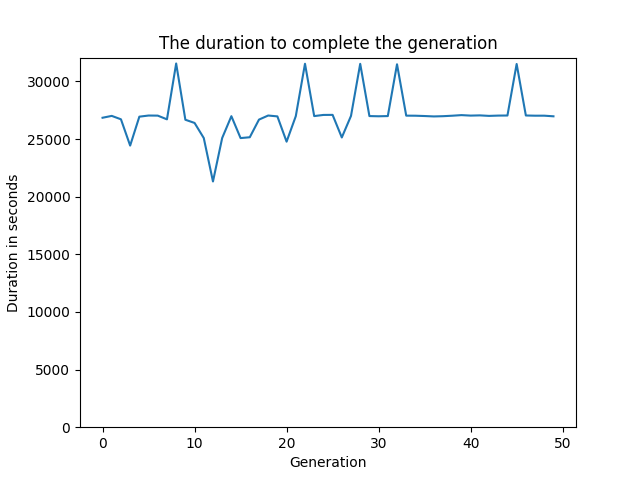 The duration to complete the generation
30000
25000
20000
15000
10000
5000
0
Duration in seconds
0 10 20 30 40 50
Generation